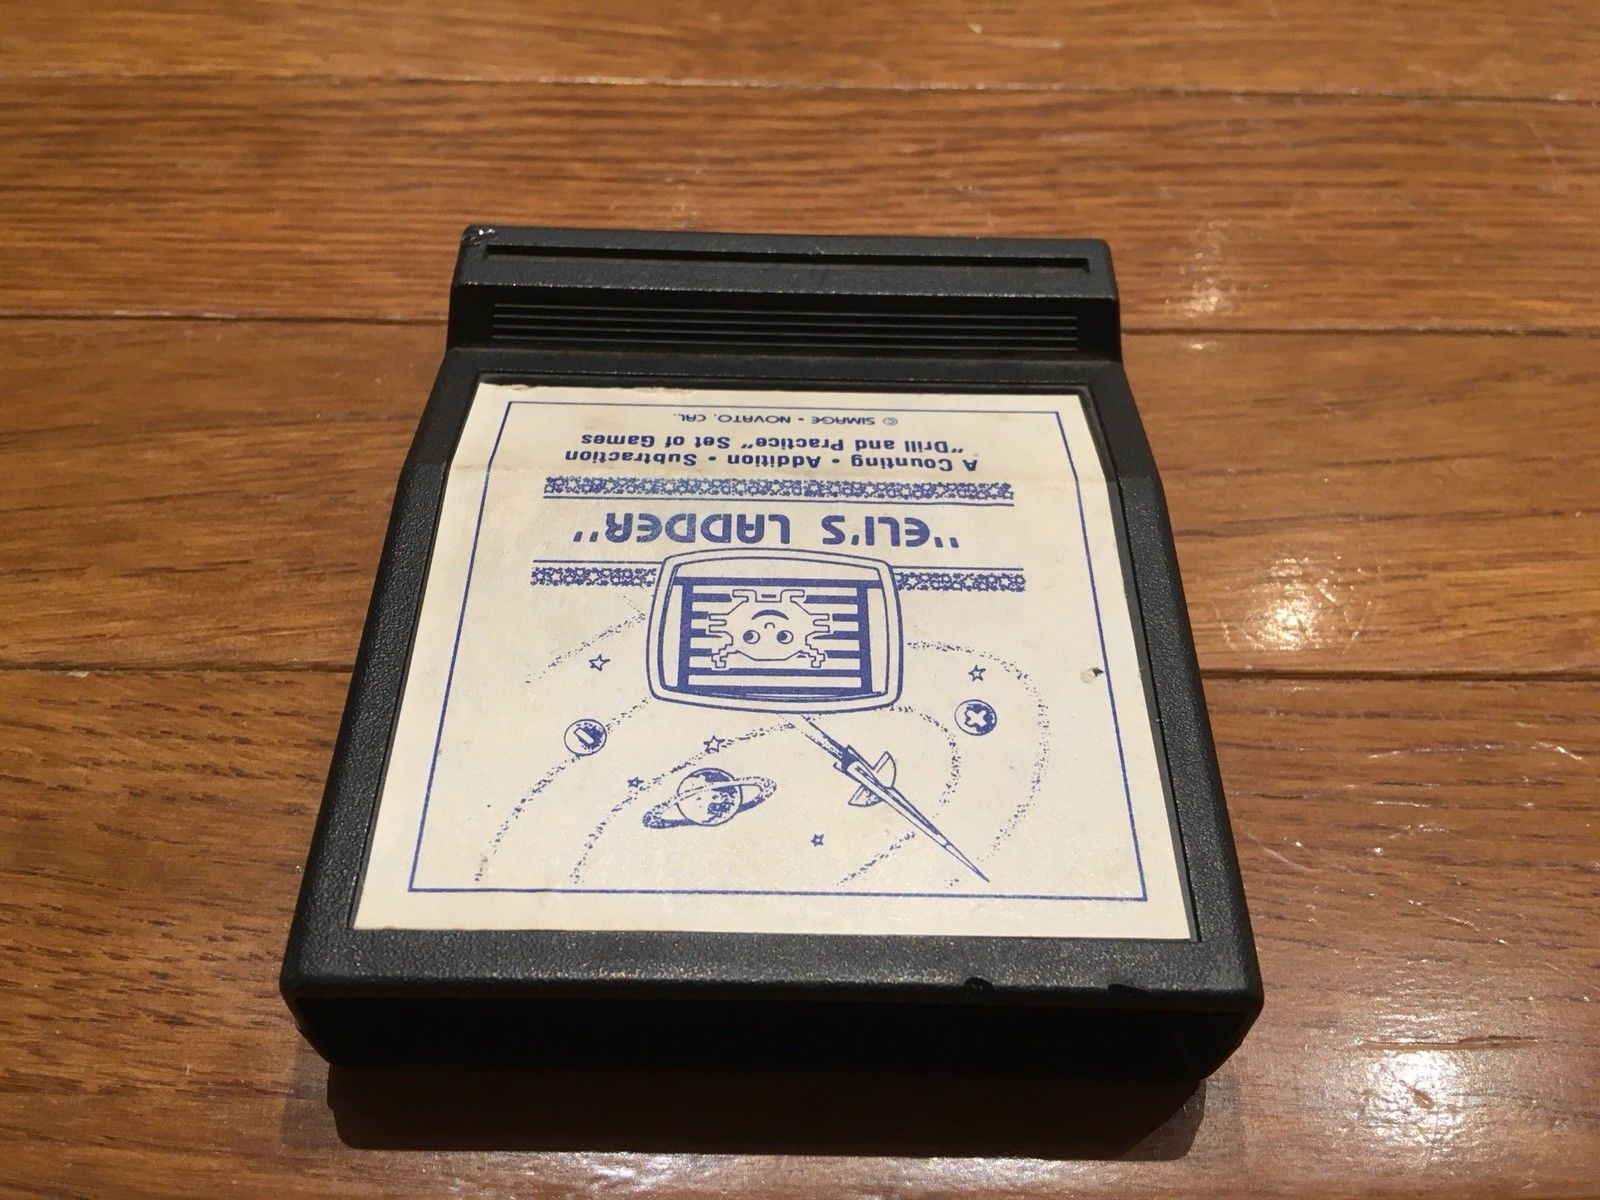 "ELI'S LADDER"
A Counting • Addition • Subtraction
"Drill and Practice" Set of Games
© SIMAGE • NOVATO, CAL.